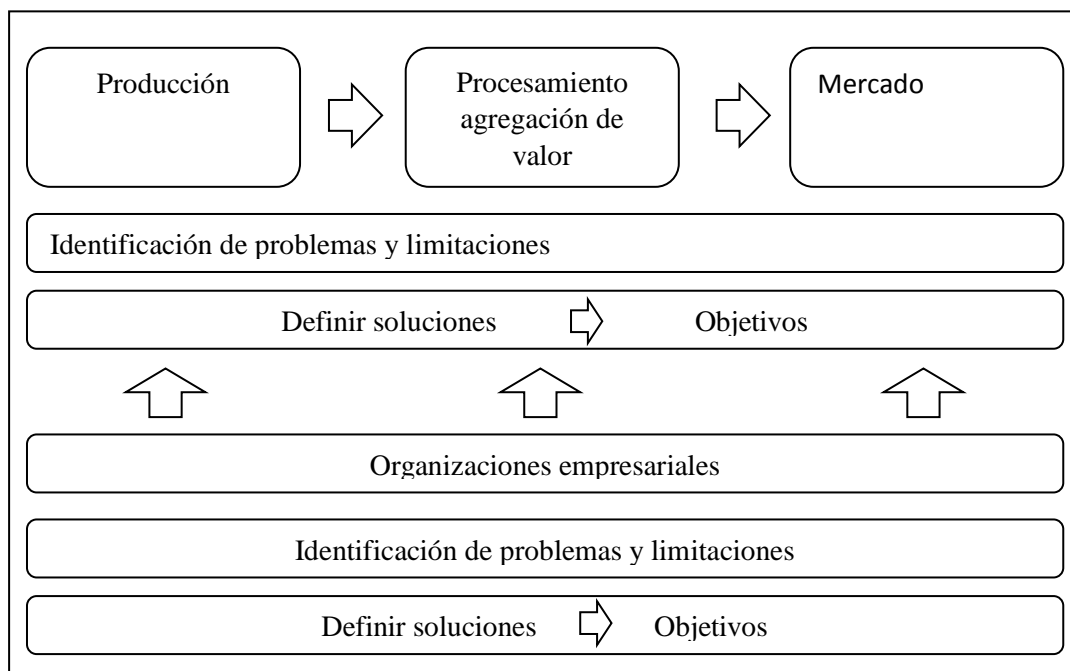 Producción
Procesamiento
agregación de
valor
Mercado
Identificación de problemas y limitaciones
Definir soluciones Objetivos
Organizaciones empresariales
Identificación de problemas y limitaciones
Definir soluciones Objetivos